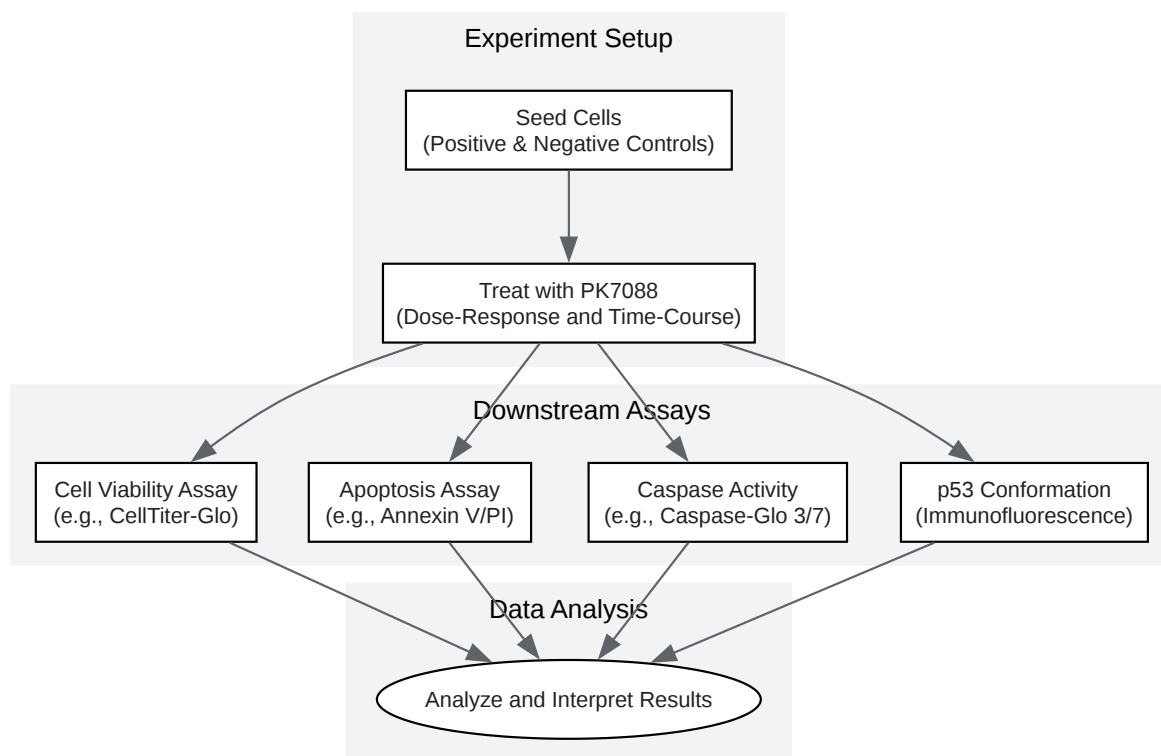 Experiment Setup
Seed Cells
(Positive & Negative Controls)
Treat with PK7088
(Dose-Response and Time-Course)
Downstream Assays
Cell Viability Assay
(e.g., CellTiter-Glo)
Apoptosis Assay
(e.g., Annexin V/PI)
Caspase Activity
(e.g., Caspase-Glo 3/7)
p53 Conformation
(Immunofluorescence)
Data Analysis
Analyze and Interpret Results